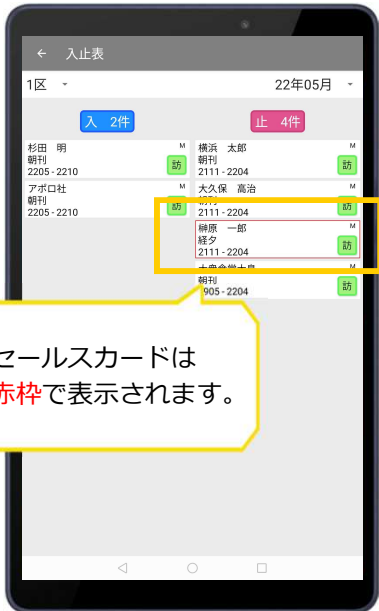 ← 入止表
1区
22年05月
入 2件
止 4件
杉田 明 M
朝刊
訪
2205 - 2210
アポロ社 M
朝刊
訪
2205 - 2210
横浜 太郎 M
朝刊
訪
2111 - 2204
大久保 高治 M
訪
2111 - 2204
榊原 一郎 M
経夕
訪
2111 - 2204
M
朝刊
訪
905 - 2204
セールスカードは
赤枠で表示されます。